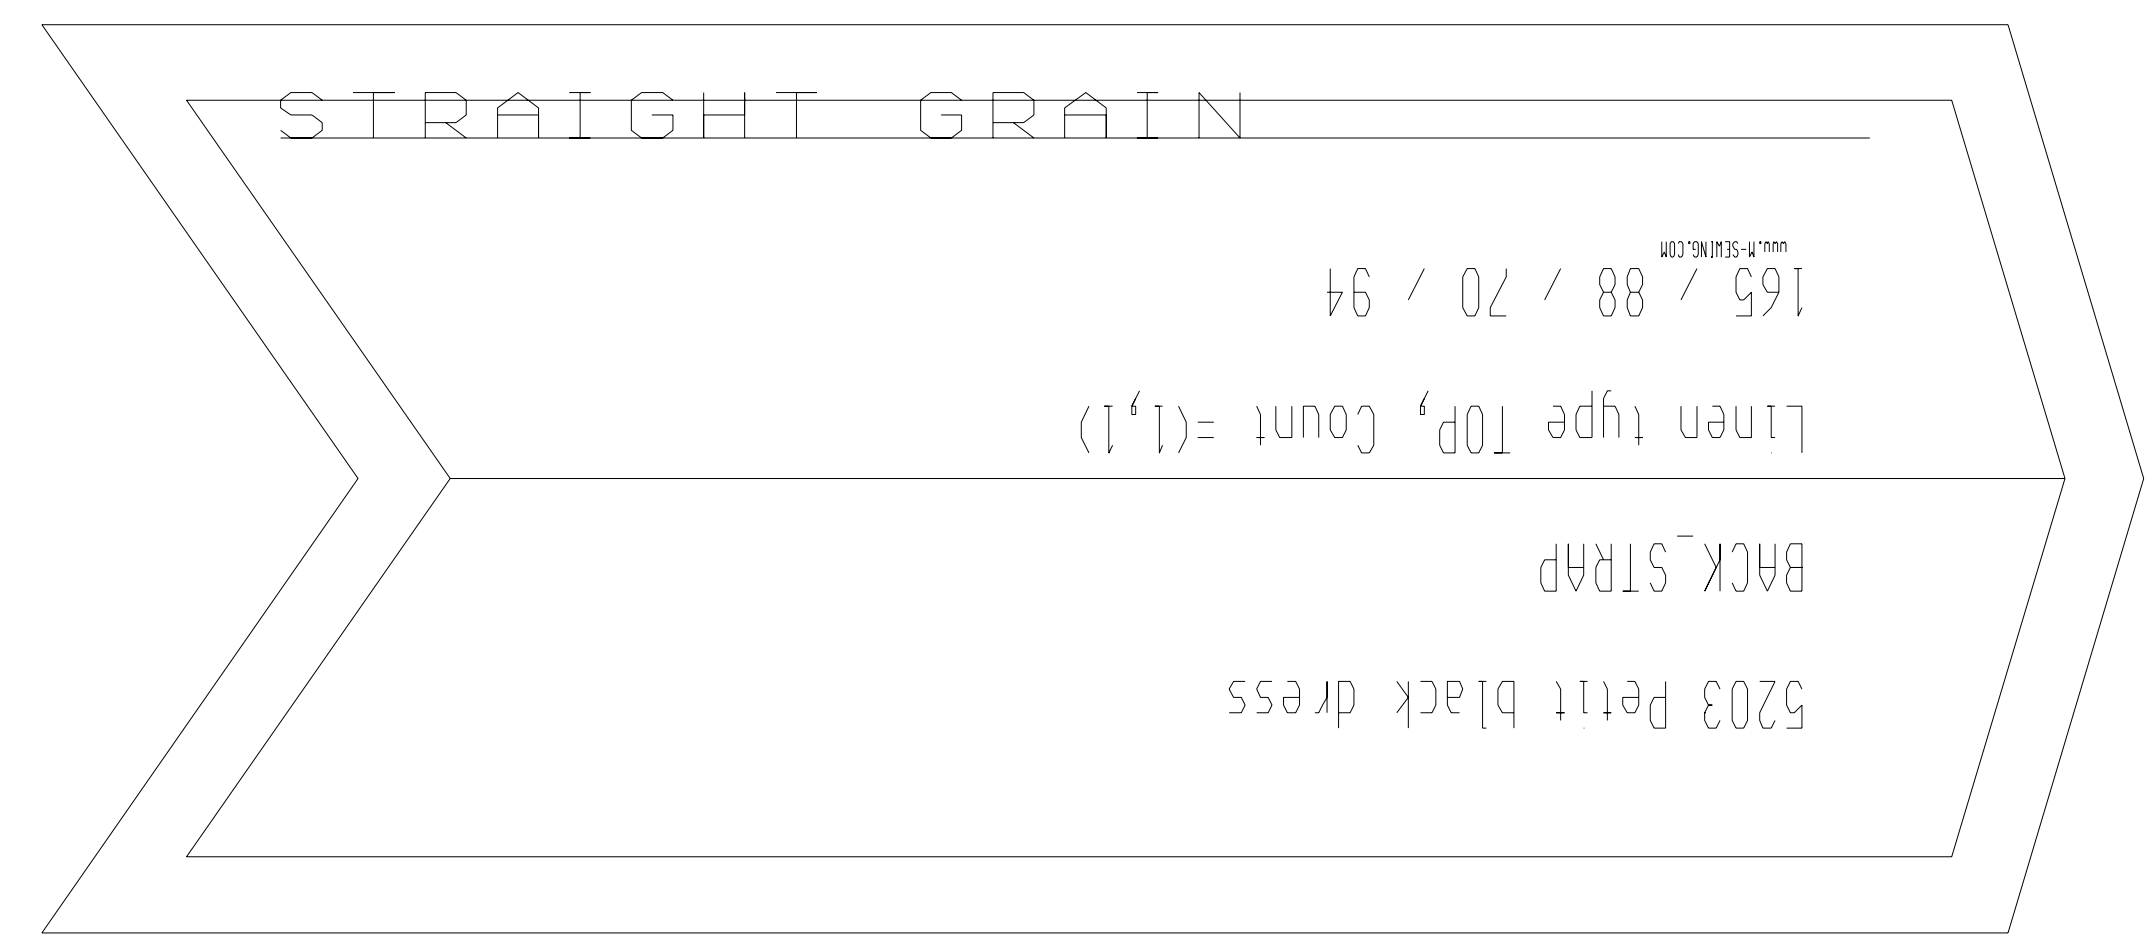 STRAIGHT GRAIN
5203 Petit black dress
BACK_STRAP
Linen type TOP, Count =(1,1)
165 / 88 / 70 / 94
www.M-SEWING.COM